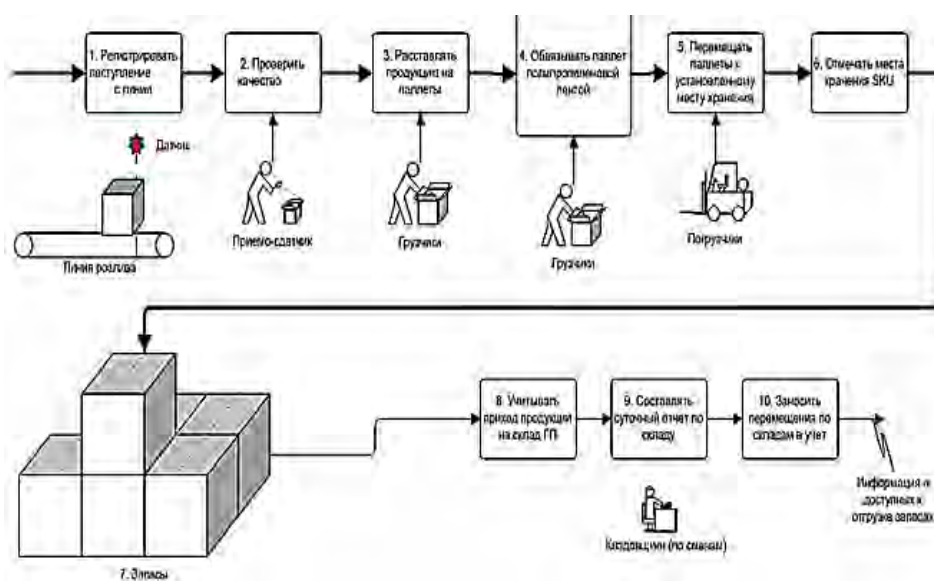 1. Регистрировать
поступление
с линии
2. Проверить
качество
3. Расставлять
продукцию на
паллеты
4. Обвязывать паллет
полипропиленовой
лентой
5. Перемещать
паллеты к
установленному
месту хранения
6. Отмечать места
хранения SKU
Датчик
Линия розлива
Приемо-сдатчик
Грузчики
Грузчики
Погрузчики
7. Запасы
8. Учитывать
приход продукции
на склад ГП
9. Составлять
суточный отчет по
складу
10. Заносить
перемещения по
складам в учет
Кладовщики (по сменам)
Информация о
доступных к
отгрузке запасах